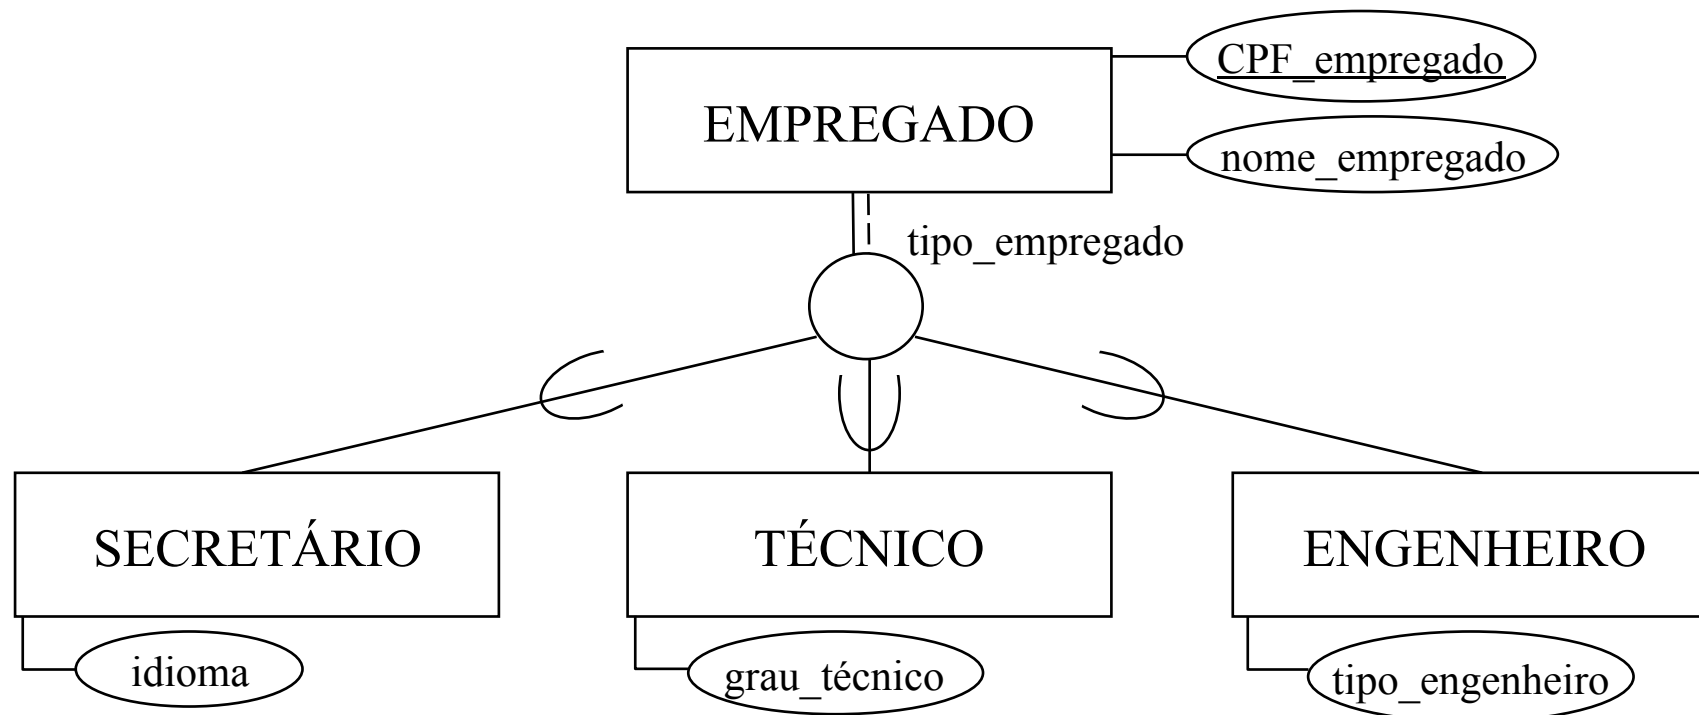 CPF_empregado
EMPREGADO
nome_empregado
tipo_empregado
SECRETÁRIO
TÉCNICO
ENGENHEIRO
idioma
grau_técnico
tipo_engenheiro